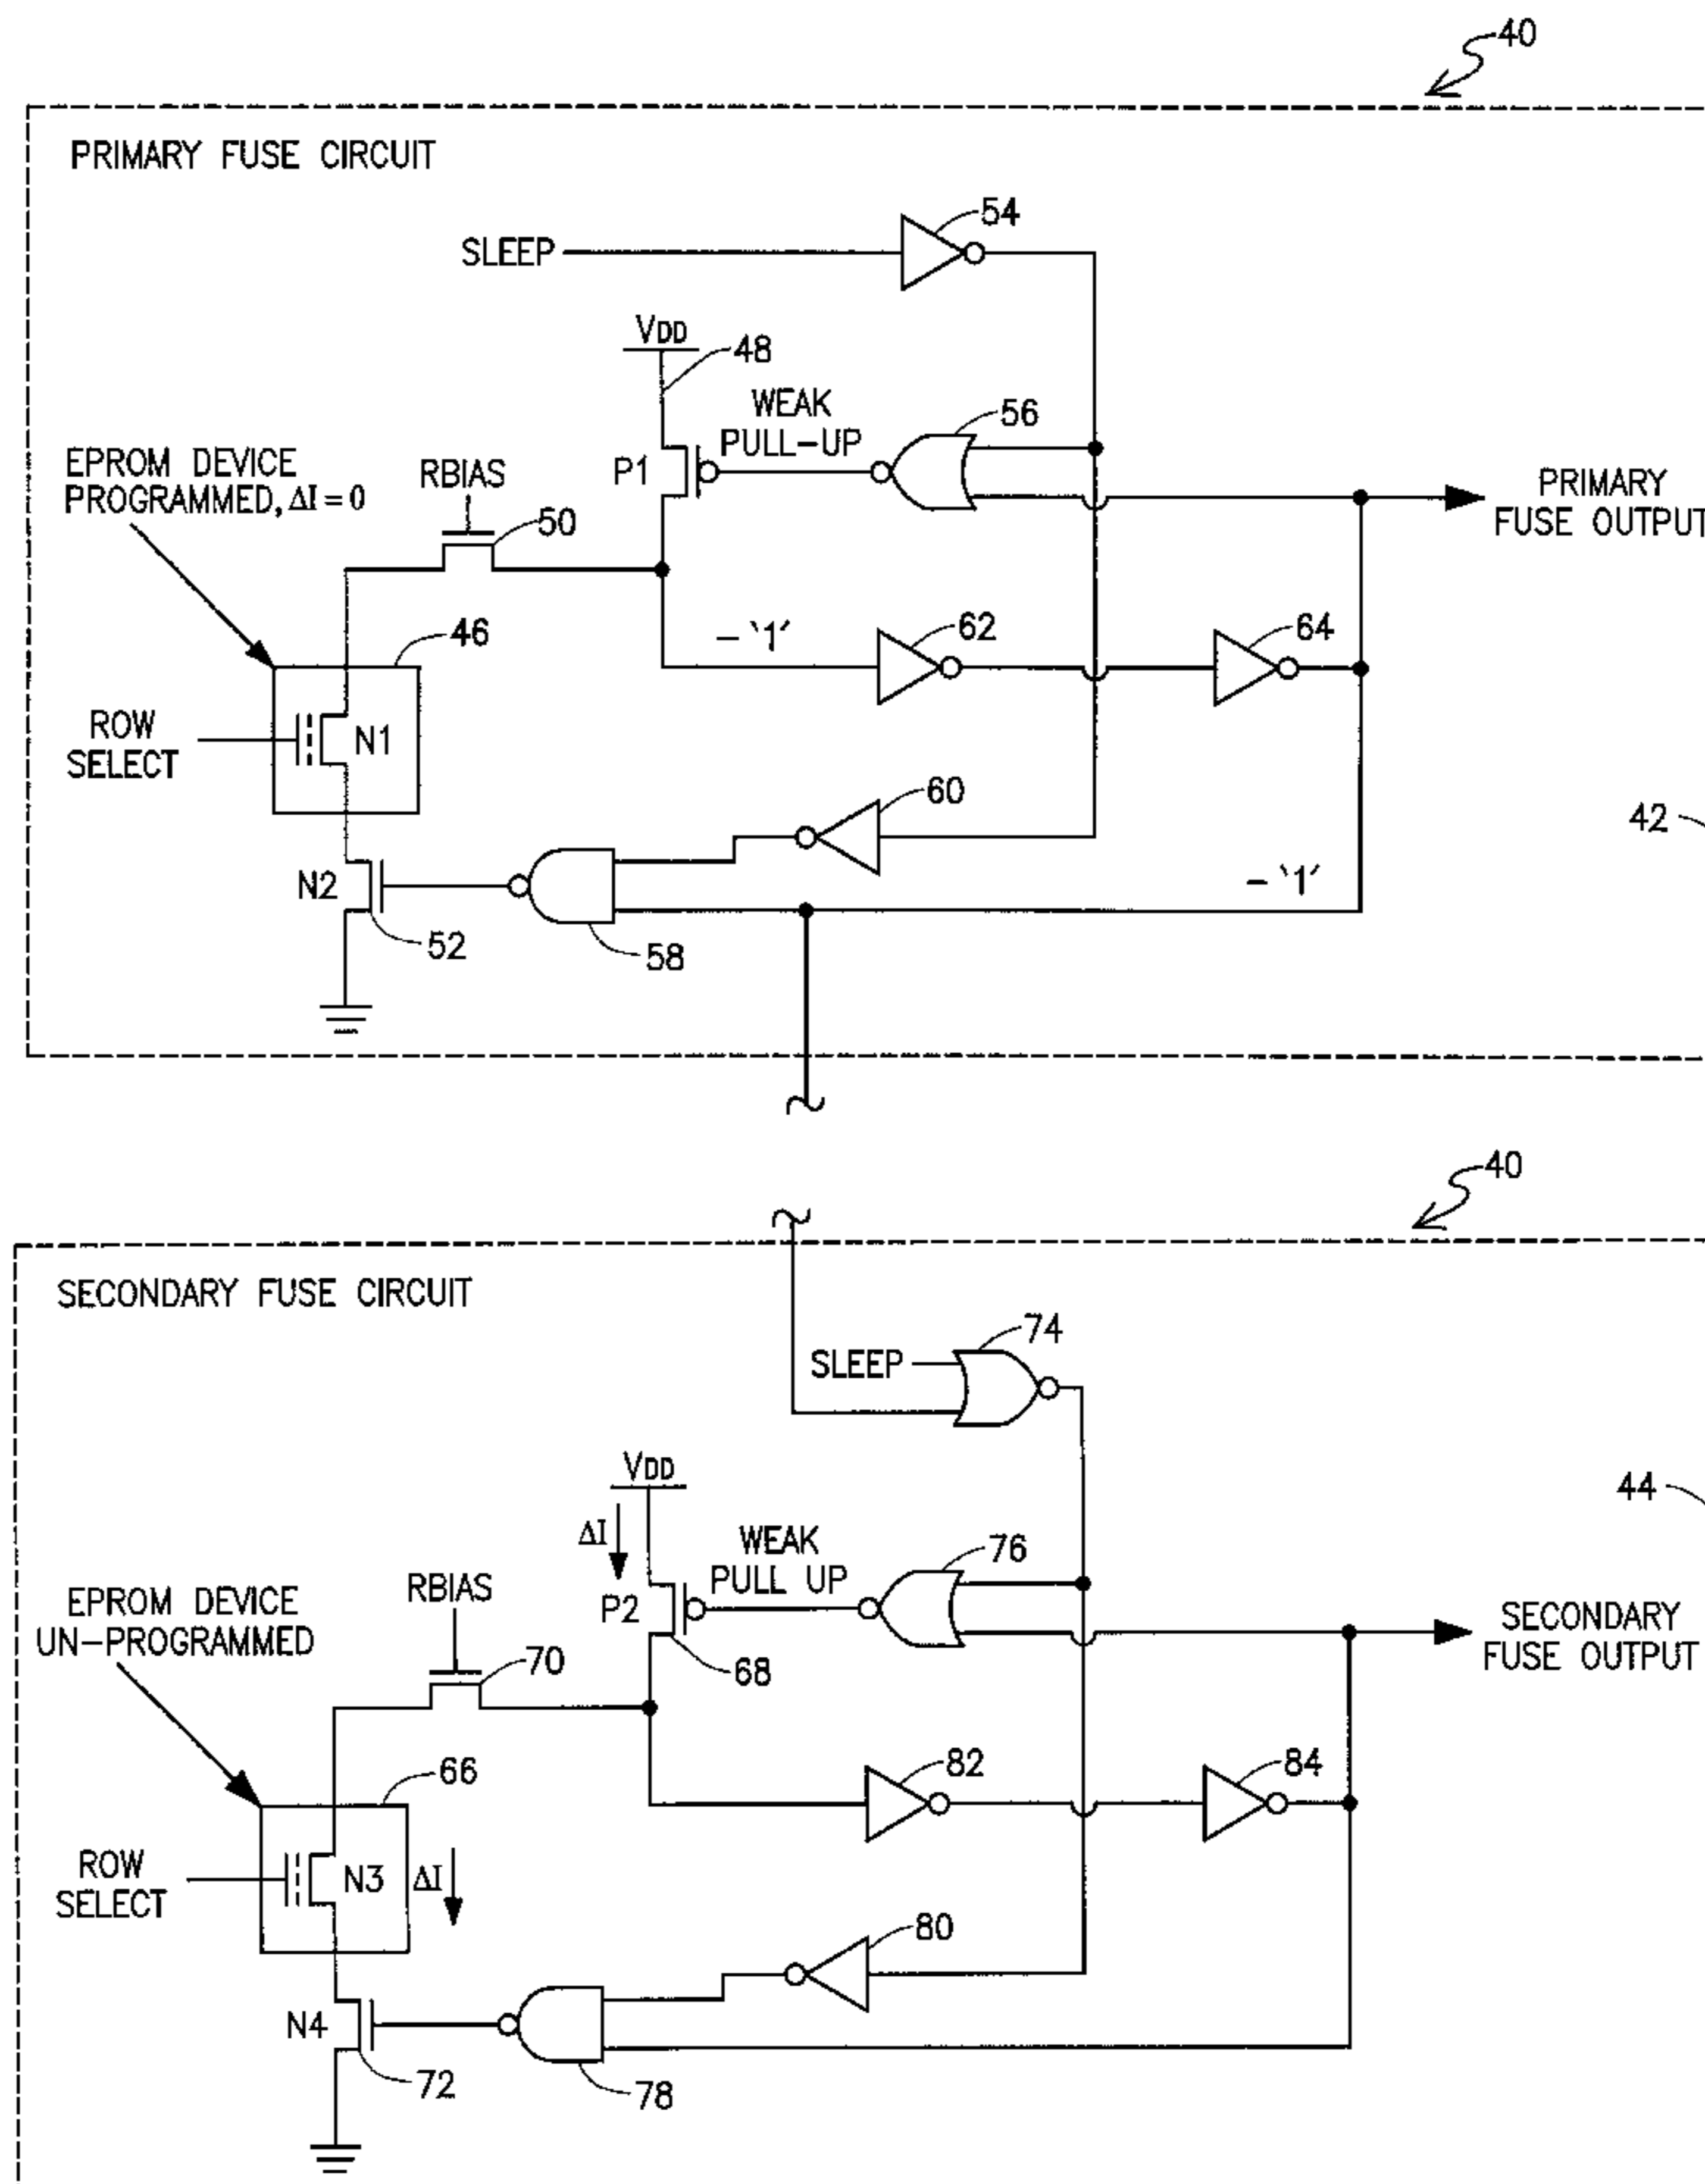 40
PRIMARY FUSE CIRCUIT
54
SLEEP
VDD
48
WEAK
PULL-UP
56
P1
EPROM DEVICE
PROGRAMMED, ΔI = 0
RBIAS
50
PRIMARY
FUSE OUTPUT
- '1'
62
64
46
ROW
SELECT
N1
60
42
N2
52
58
- '1'
40
SECONDARY FUSE CIRCUIT
74
SLEEP
VDD
44
ΔI
WEAK
PULL UP
76
P2
EPROM DEVICE
UN-PROGRAMMED
RBIAS
70
68
SECONDARY
FUSE OUTPUT
82
84
66
ROW
SELECT
N3
ΔI
80
N4
72
78